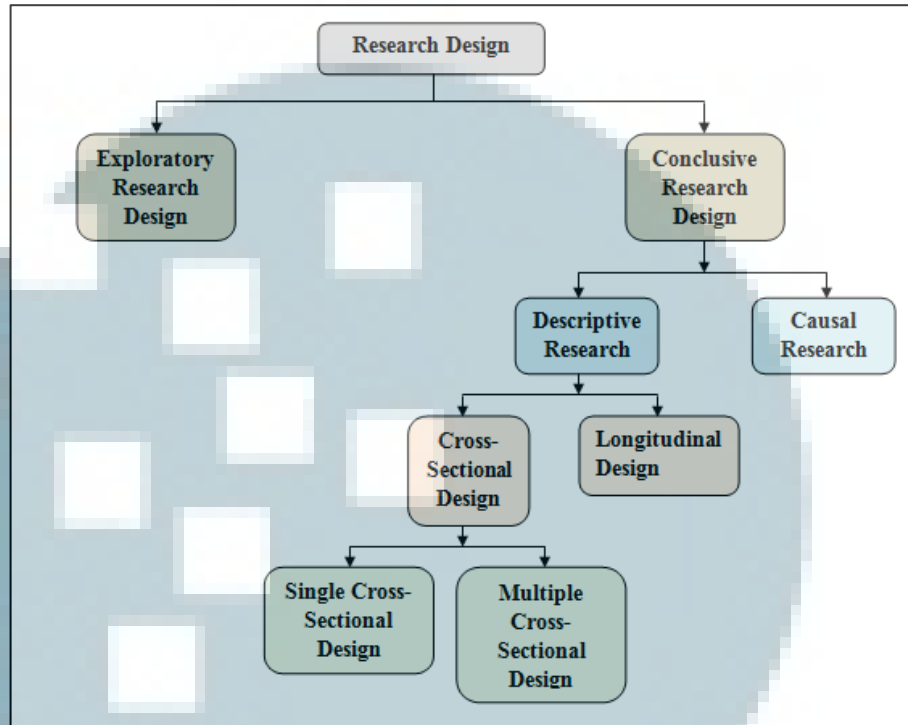 Research Design
Exploratory
Research
Design
Conclusive
Research
Design
Descriptive
Research
Causal
Research
Cross-
Sectional
Design
Longitudinal
Design
Single Cross-
Sectional
Design
Multiple
Cross-
Sectional
Design